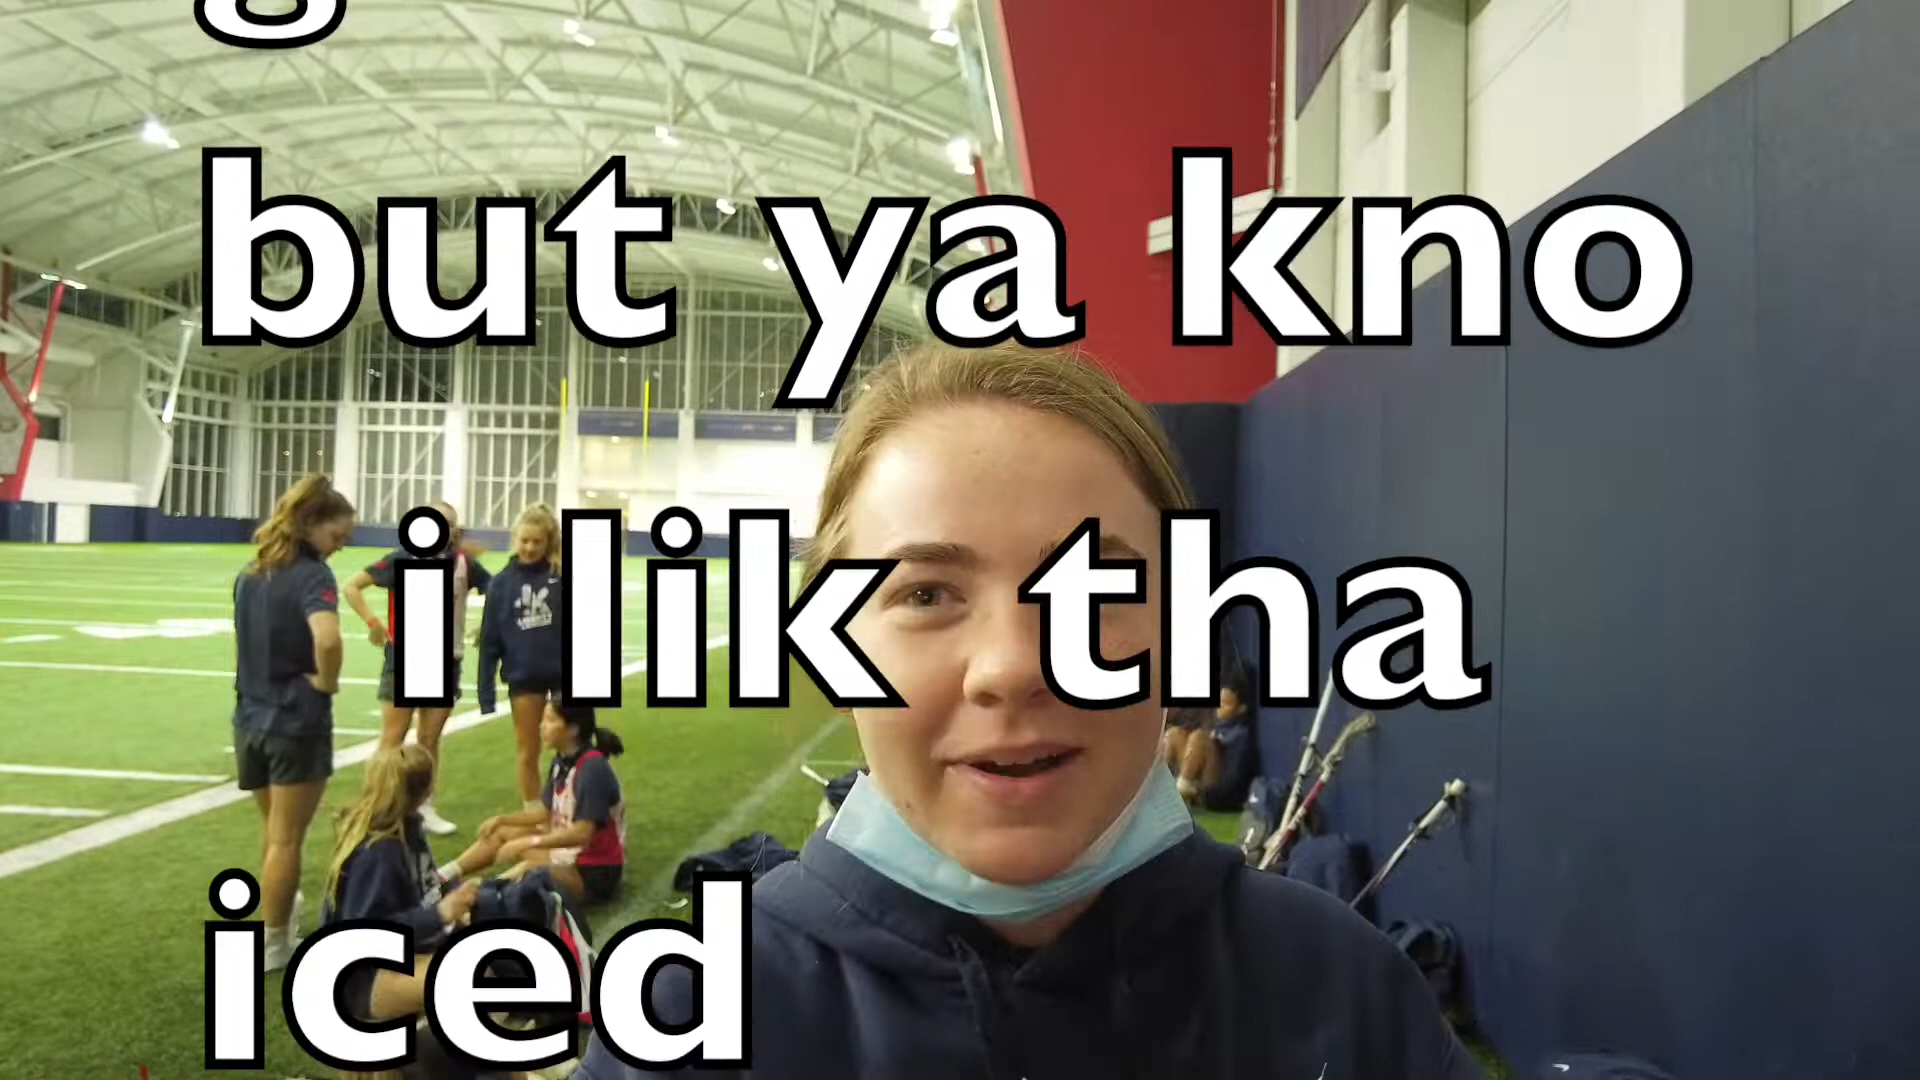 but ya kno
i lik tha
iced